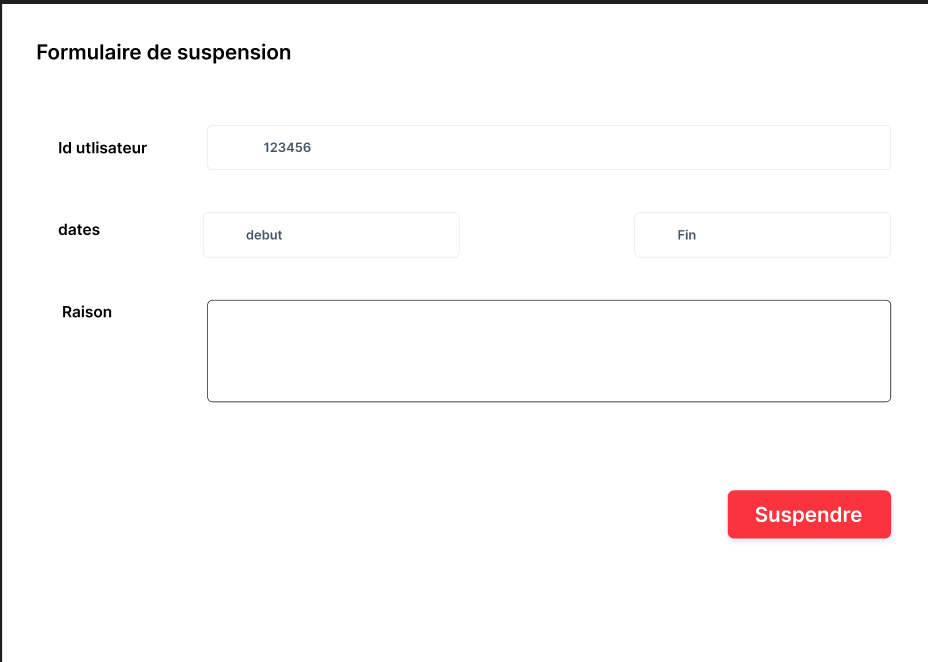 Formulaire de suspension
Id utlisateur 123456
dates debut Fin
Raison
Suspendre